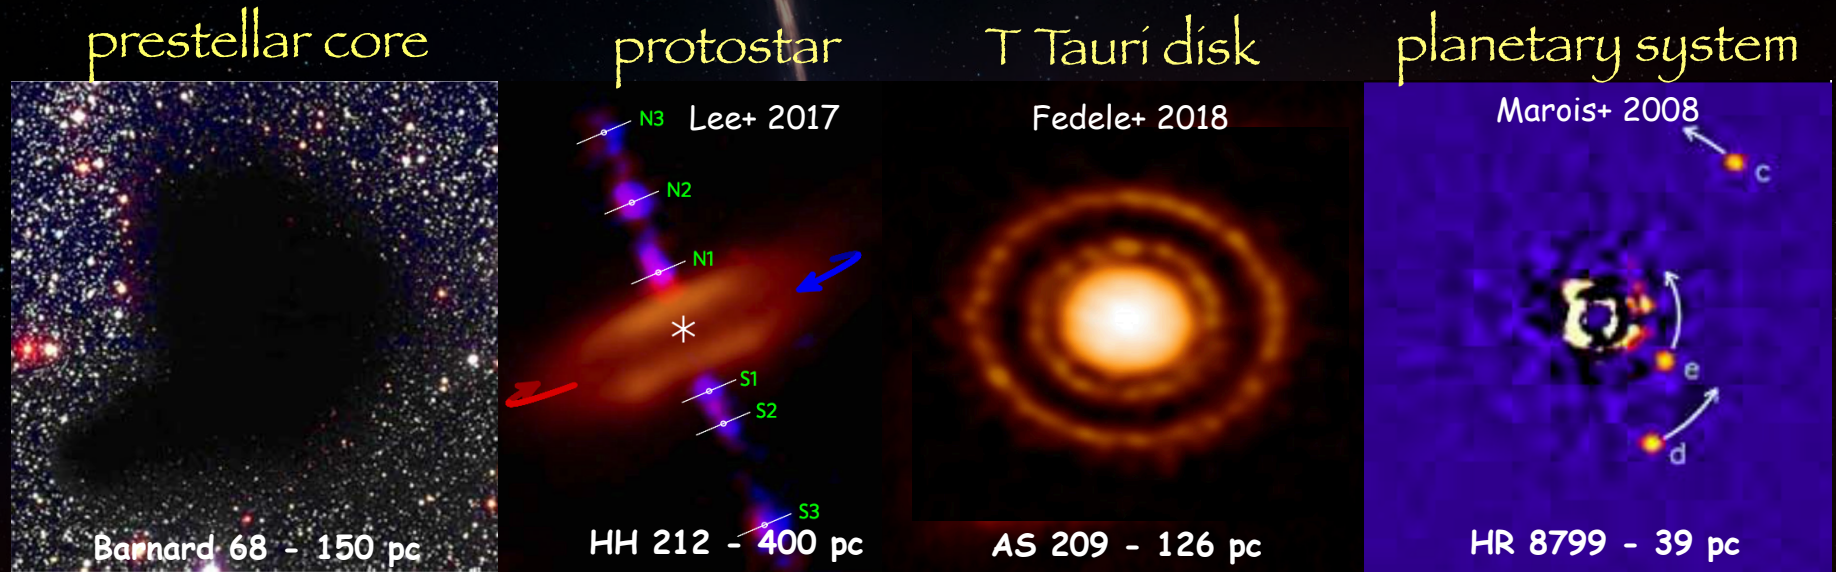 prestellar core
protostar
T Tauri disk
planetary system
Lee+ 2017
Fedele+ 2018
Marois+ 2008
N3
N2
N1
S1
S2
S3
c
e
d
Barnard 68 - 150 pc
HH 212 - 400 pc
AS 209 - 126 pc
HR 8799 - 39 pc